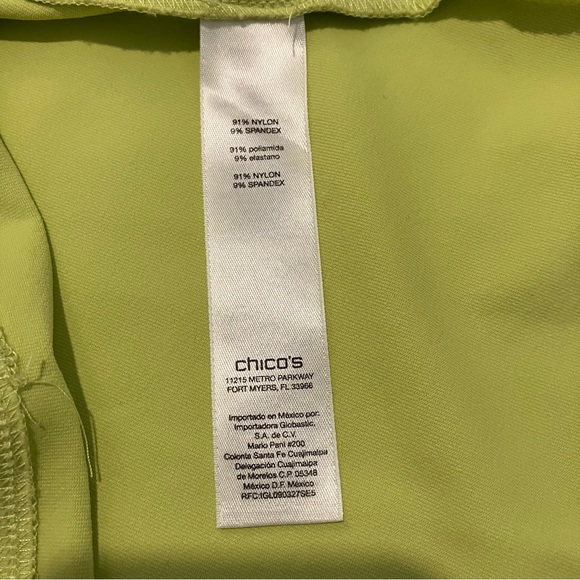 91% NYLON
9% SPANDEX
91% poliamida
9% elastano
91% NYLON
9% SPANDEX
chico's
11215 METRO PARKWAY
FORT MYERS, FL 33966
Importado en México por:
Importadora Globastic,
S.A. de C.V.
Mario Pani #200
Colonia Santa Fe Cuajimalpa
Delegación Cuajimalpa
de Morelos C.P. 05348
México D.F. México
RFC:IGL090327SE5